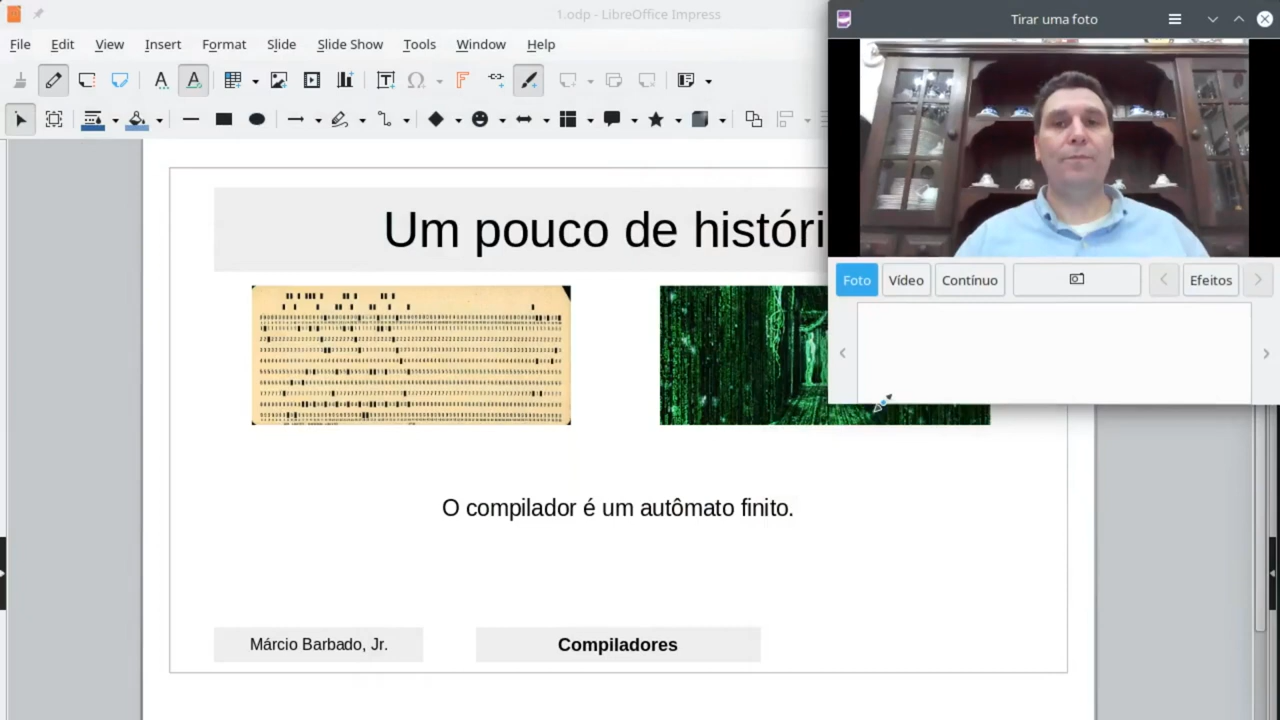 1.odp - LibreOffice Impress
Tirar uma foto
File Edit View Insert Format Slide Slide Show Tools Window Help
Um pouco de históri
Foto Vídeo Contínuo Efeitos
O compilador é um autômato finito.
Márcio Barbado, Jr.
Compiladores